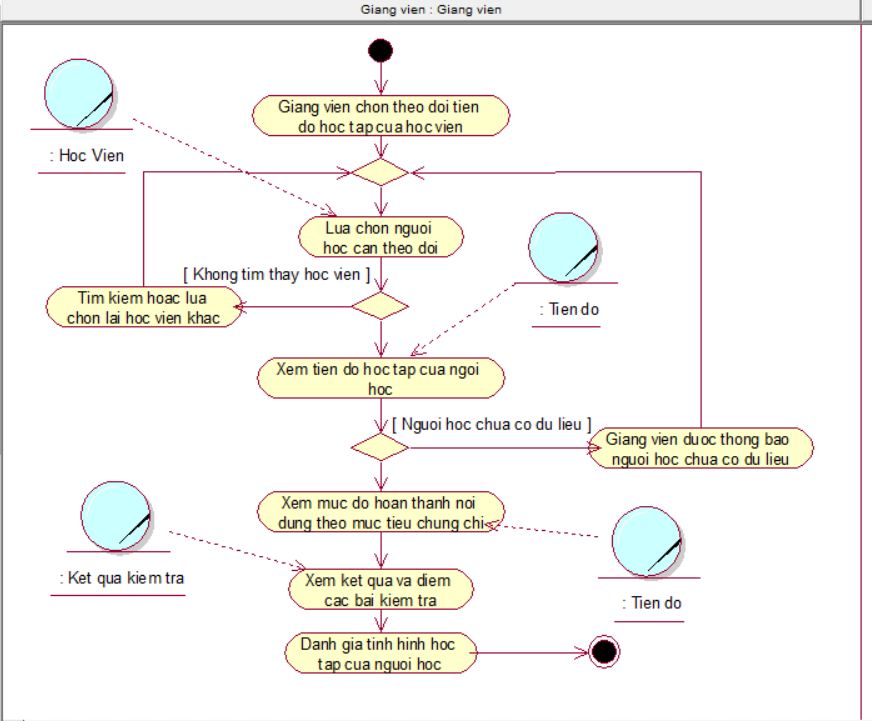 Giang vien : Giang vien
Giang vien chon theo doi tien
do hoc tap cua hoc vien
: Hoc Vien
Lua chon nguoi
hoc can theo doi
[ Khong tim thay hoc vien ]
Tim kiem hoac lua
chon lai hoc vien khac
: Tien do
Xem tien do hoc tap cua ngoi
hoc
[ Nguoi hoc chua co du lieu ]
Giang vien duoc thong bao
nguoi hoc chua co du lieu
Xem muc do hoan thanh noi
dung theo muc tieu chung chi
: Ket qua kiem tra
Xem ket qua va diem
cac bai kiem tra
: Tien do
Danh gia tinh hinh hoc
tap cua nguoi hoc